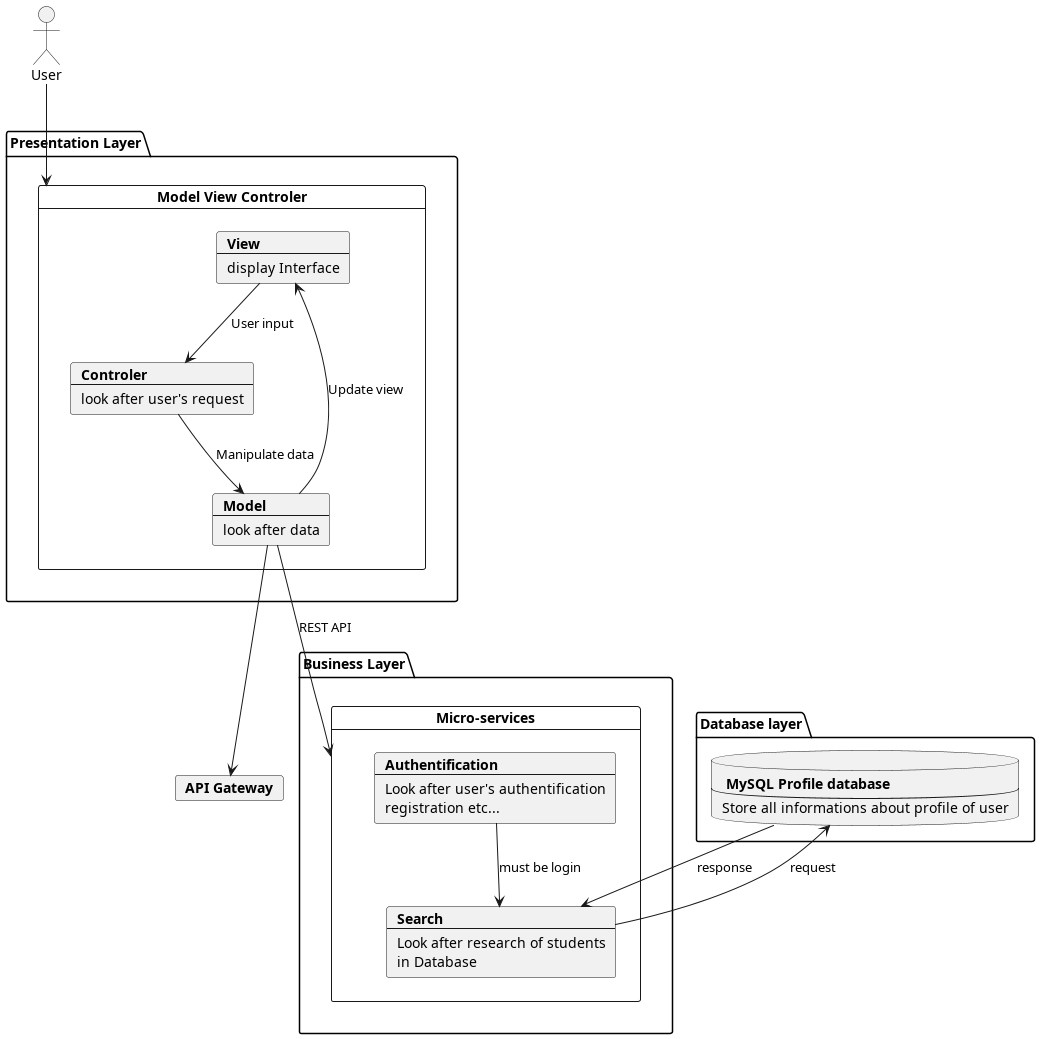 User
Presentation Layer
Model View Controler
View
display Interface
User input
Controler
look after user's request
Update view
Manipulate data
Model
look after data
REST API
Business Layer
Micro-services
Database layer
Authentification
Look after user's authentification
registration etc...
API Gateway
MySQL Profile database
Store all informations about profile of user
must be login
response
request
Search
Look after research of students
in Database